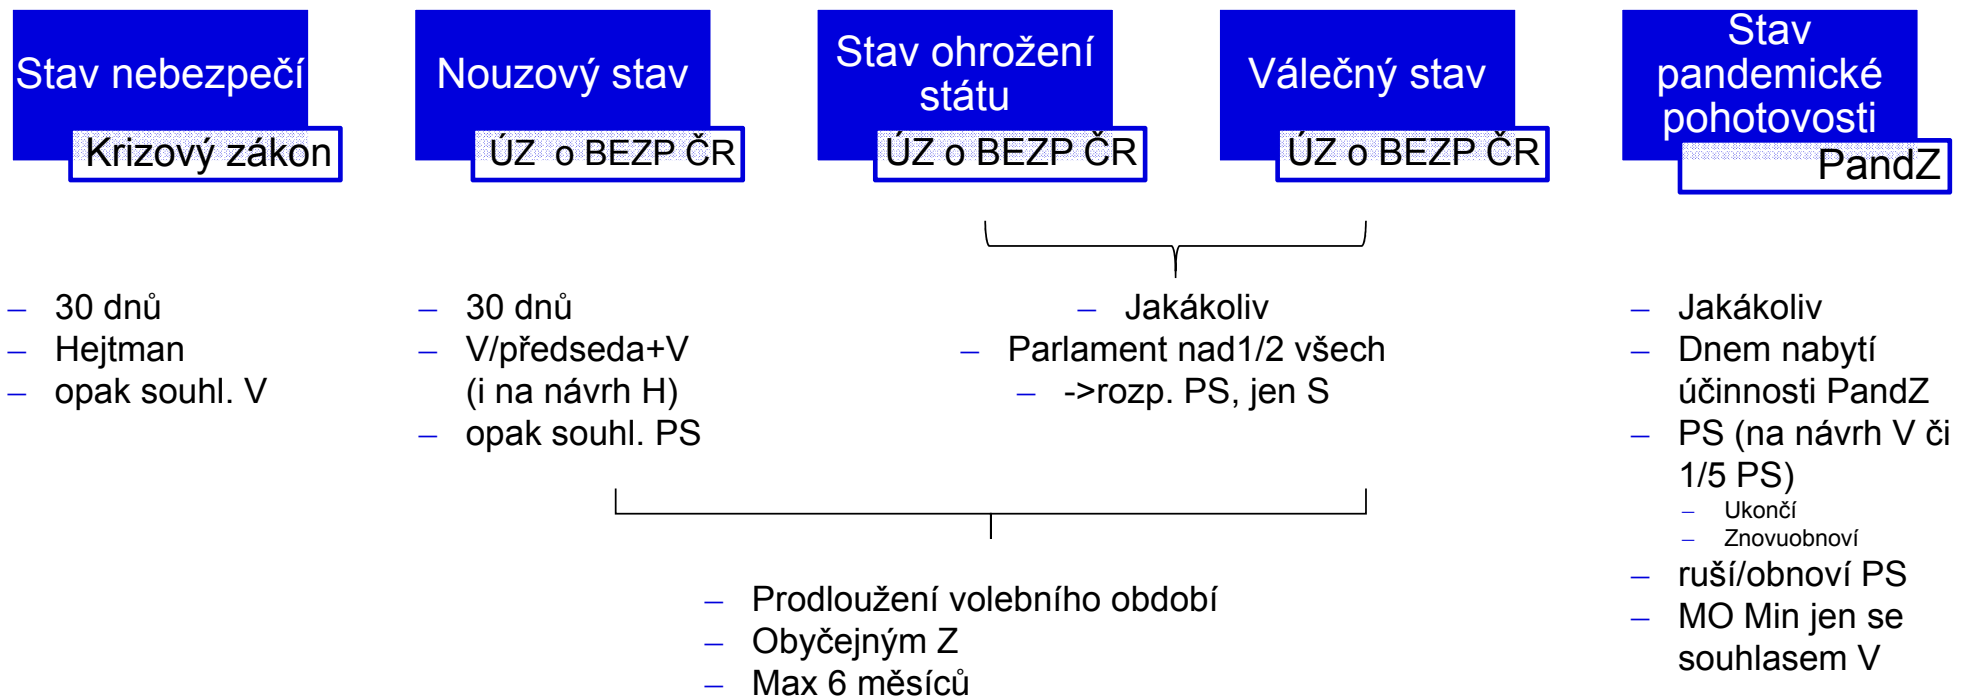 Stav nebezpečí
Krizový zákon
– 30 dnů
– Hejtman
– opak souhl. V
Nouzový stav
ÚZ o BEZP ČR
– 30 dnů
– V/předseda+V
(i na návrh H)
– opak souhl. PS
Stav ohrožení
státu
ÚZ o BEZP ČR
Válečný stav
ÚZ o BEZP ČR
– Jakákoliv
– Parlament nad1/2 všech
– ->rozp. PS, jen S
– Prodloužení volebního období
– Obyčejným Z
– Max 6 měsíců
Stav
pandemické
pohotovosti
PandZ
– Jakákoliv
– Dnem nabytí
účinnosti PandZ
– PS (na návrh V či
1/5 PS)
– Ukončí
– Znovuobnoví
– ruší/obnoví PS
– MO Min jen se
souhlasem V